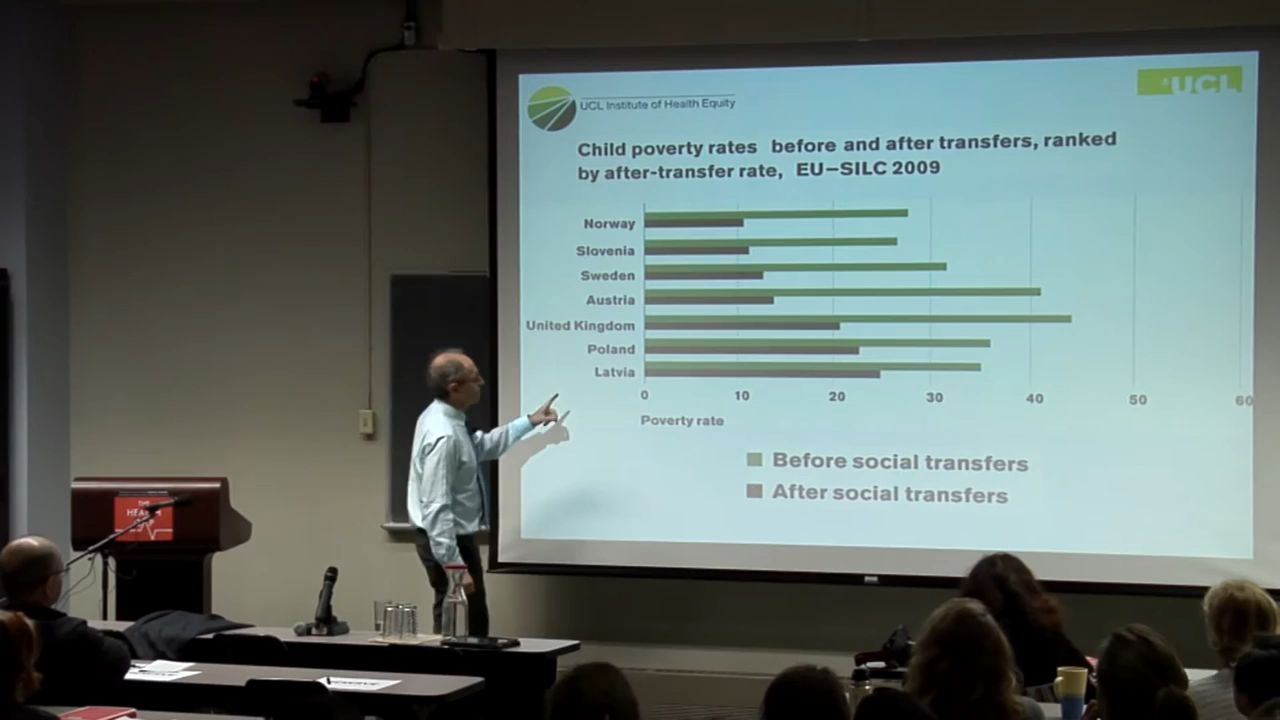 UCL Institute of Health Equity
UCL
Child poverty rates before and after transfers, ranked
by after-transfer rate, EU–SILC 2009
Norway
Slovenia
Sweden
Austria
United Kingdom
Poland
Latvia
0 10 20 30 40 50 60
Poverty rate
Before social transfers
After social transfers
THE